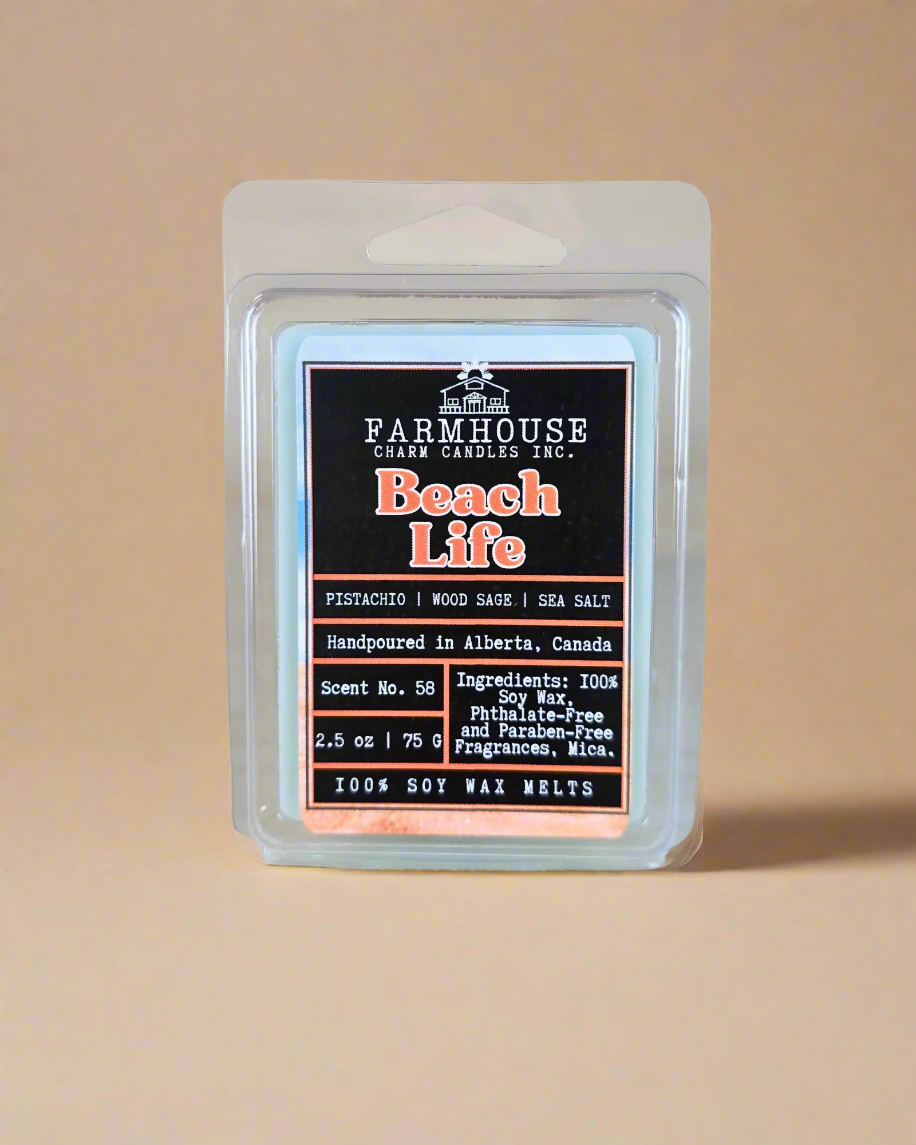 FARMHOUSE
CHARM CANDLES INC.
Beach
Life
PISTACHIO | WOOD SAGE | SEA SALT
Handpoured in Alberta, Canada
Scent No. 58
2.5 oz | 75 G
Ingredients: 100%
Soy Wax,
Phthalate-Free
and Paraben-Free
Fragrances, Mica.
100% SOY WAX MELTS